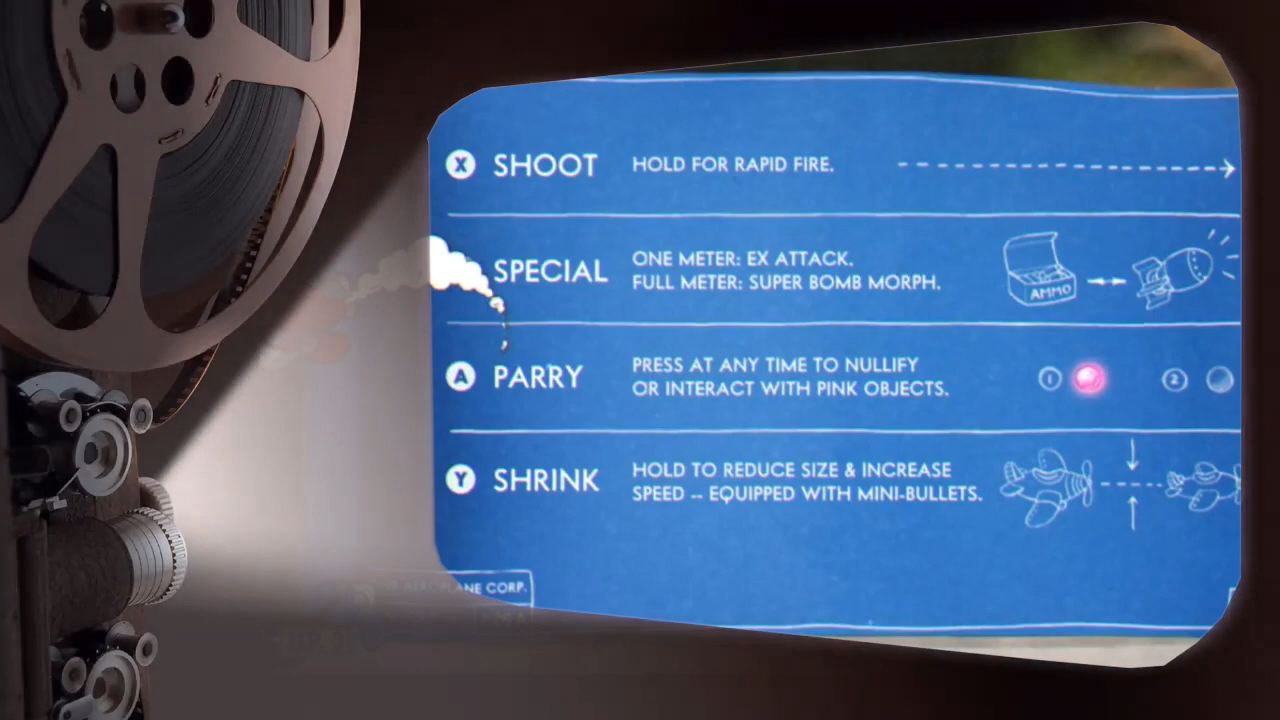 X SHOOT HOLD FOR RAPID FIRE.
SPECIAL ONE METER: EX ATTACK.
FULL METER: SUPER BOMB MORPH.
AMMO
A PARRY PRESS AT ANY TIME TO NULLIFY
OR INTERACT WITH PINK OBJECTS.
1 2
Y SHRINK HOLD TO REDUCE SIZE & INCREASE
SPEED -- EQUIPPED WITH MINI-BULLETS.
CORP.